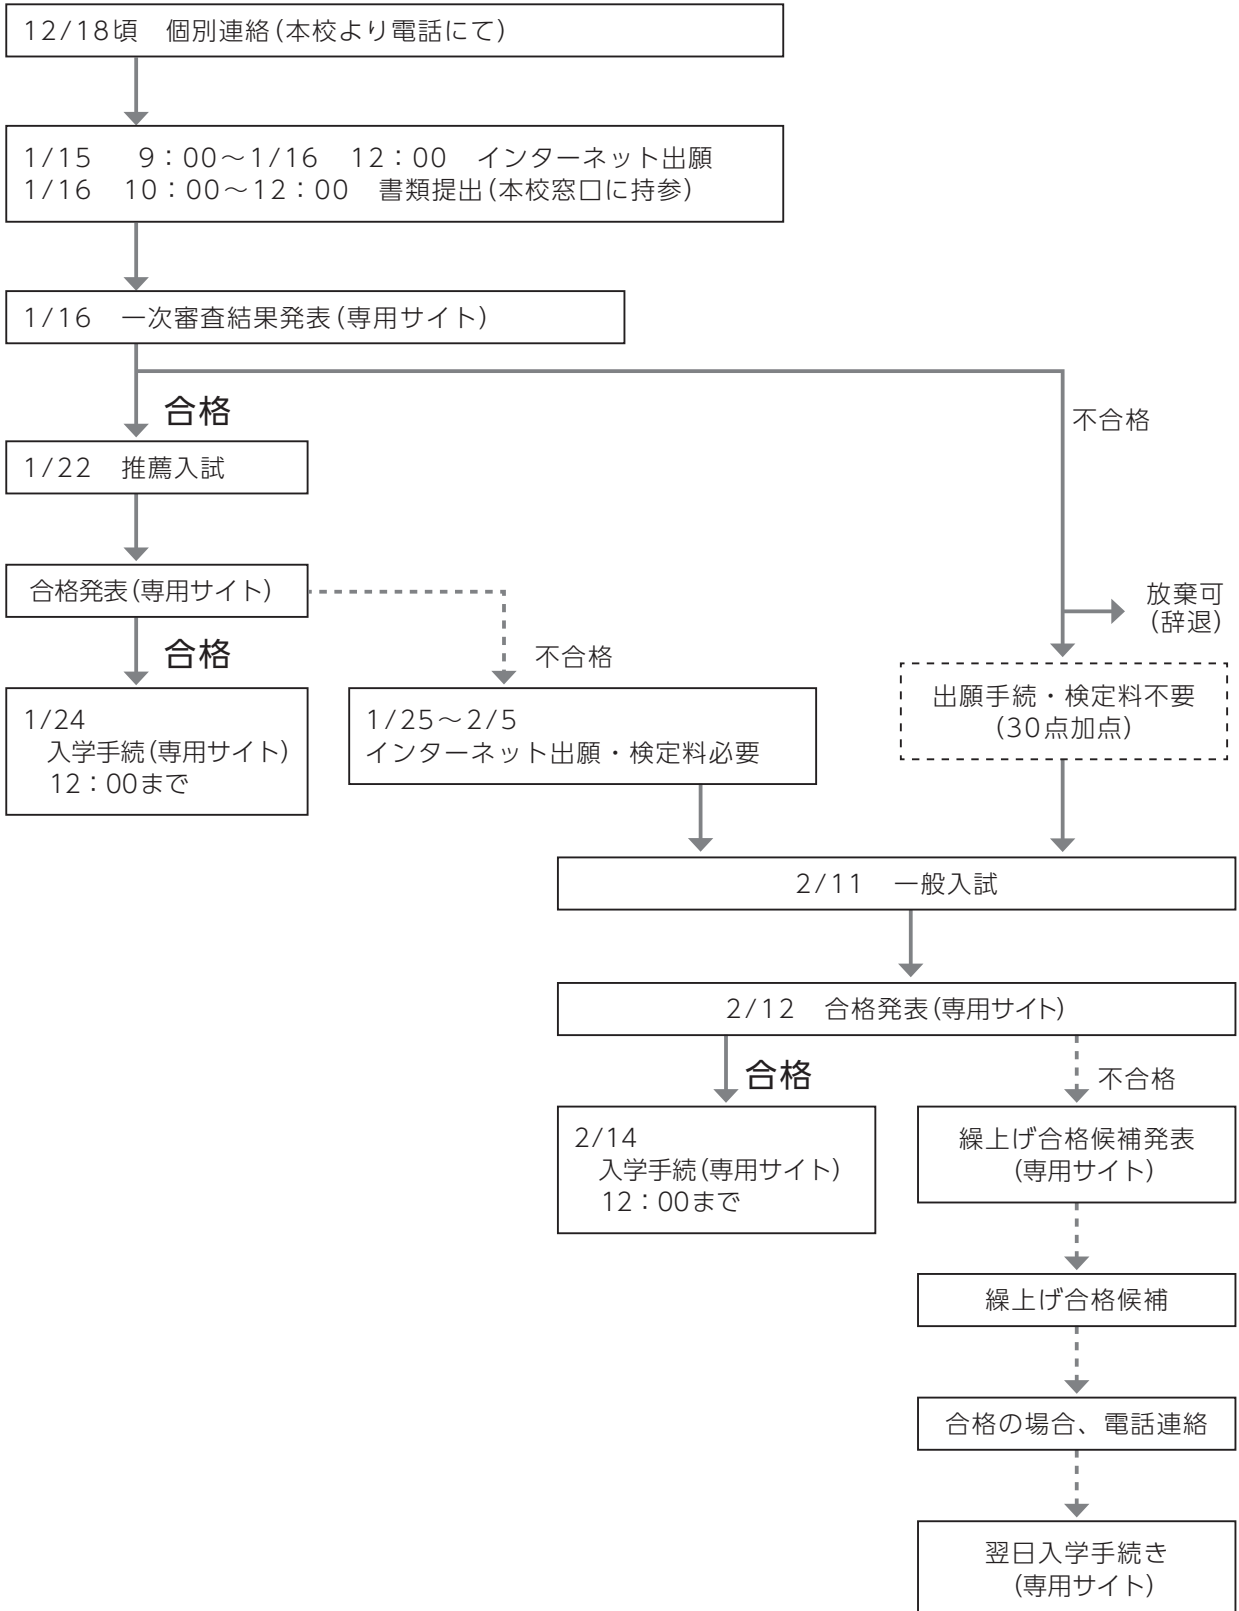 12/18頃　個別連絡(本校より電話にて)
1/15　9：00～1/16　12：00　インターネット出願
1/16　10：00～12：00　書類提出(本校窓口に持参)
1/16　一次審査結果発表(専用サイト)
合格
不合格
1/22　推薦入試
合格発表(専用サイト)
放棄可
(辞退)
合格
不合格
出願手続・検定料不要
(30点加点)
1/24
入学手続(専用サイト)
12：00まで
1/25～2/5
インターネット出願・検定料必要
2/11　一般入試
2/12　合格発表(専用サイト)
合格
不合格
2/14
入学手続(専用サイト)
12：00まで
繰上げ合格候補発表
(専用サイト)
繰上げ合格候補
合格の場合、電話連絡
翌日入学手続き
(専用サイト)